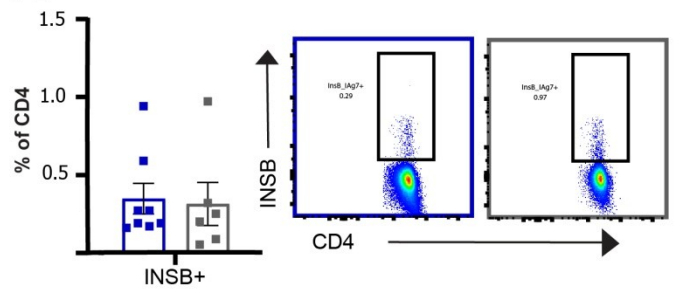 1.5
1.0
0.5
% of CD4
INSB+
INSB
InsB_IAg7+
0.29
InsB_IAg7+
0.97
CD4